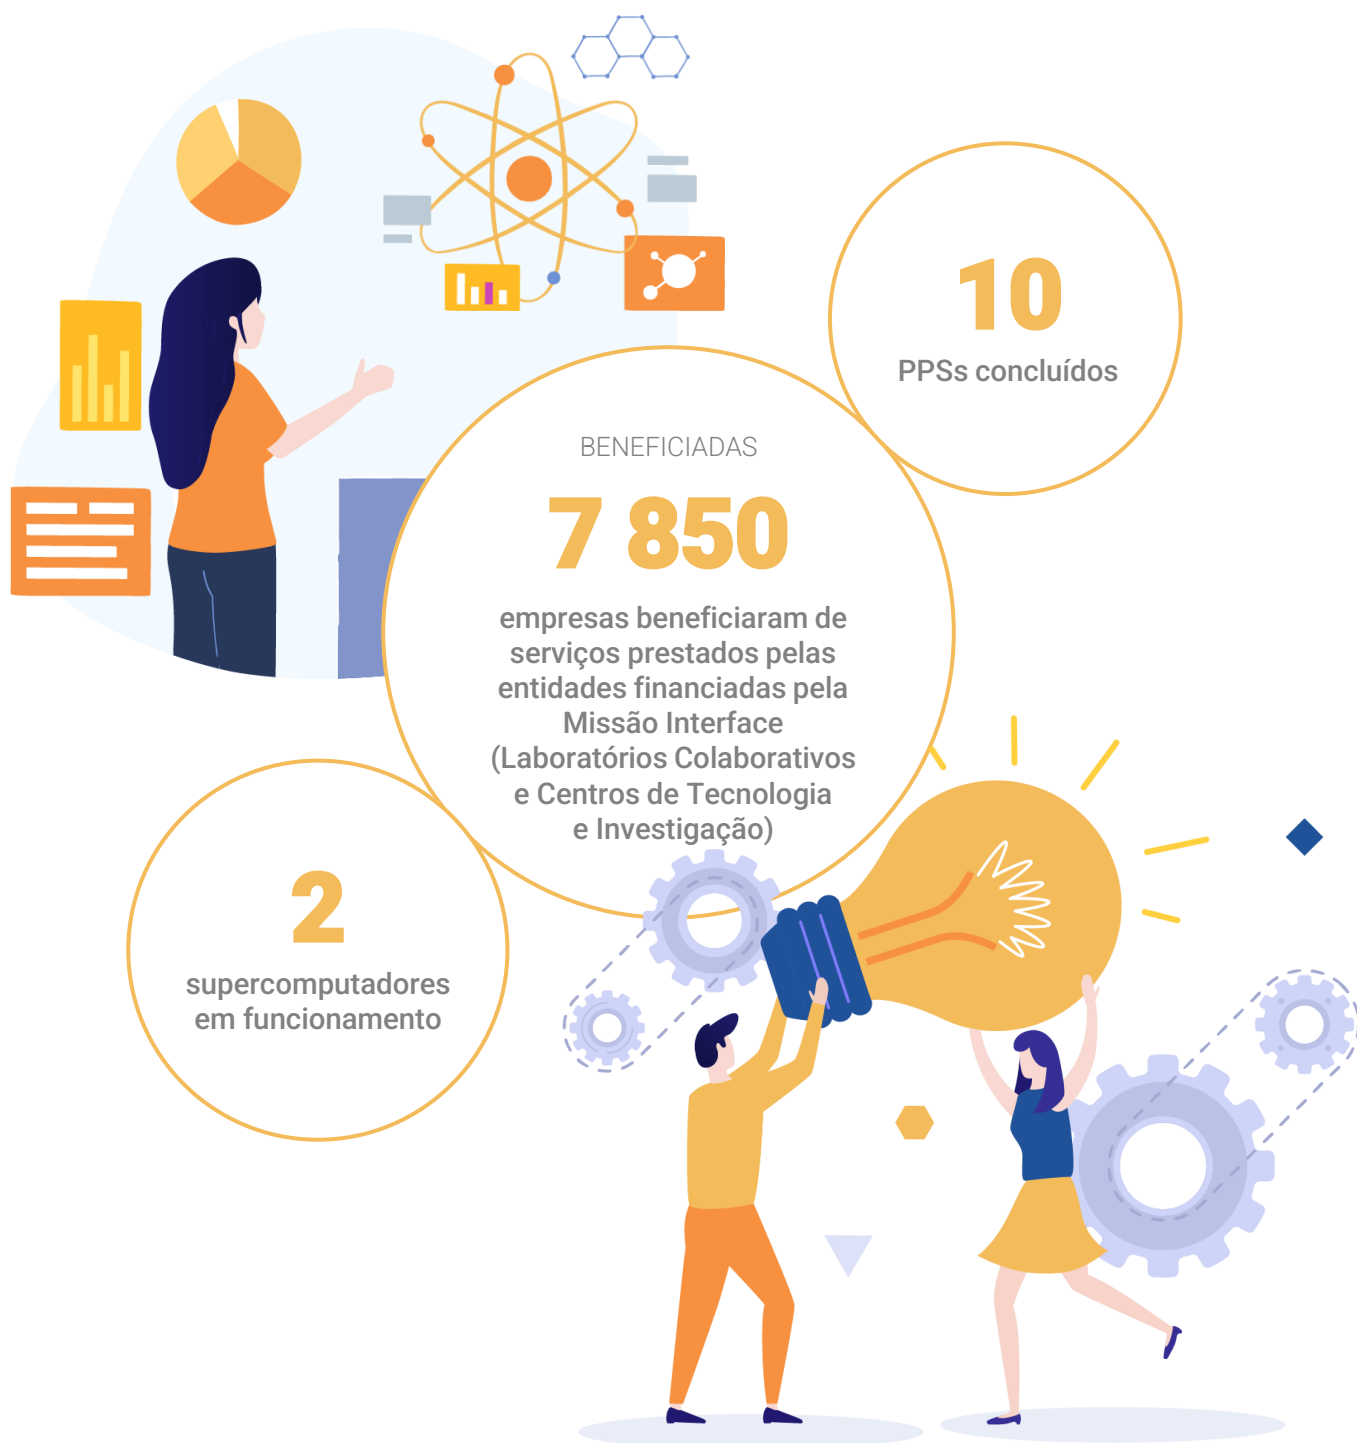 10
PPSs concluídos
BENEFICIADAS
7 850
empresas beneficiaram de
serviços prestados pelas
entidades financiadas pela
Missão Interface
(Laboratórios Colaborativos
e Centros de Tecnologia
e Investigação)
2
supercomputadores
em funcionamento